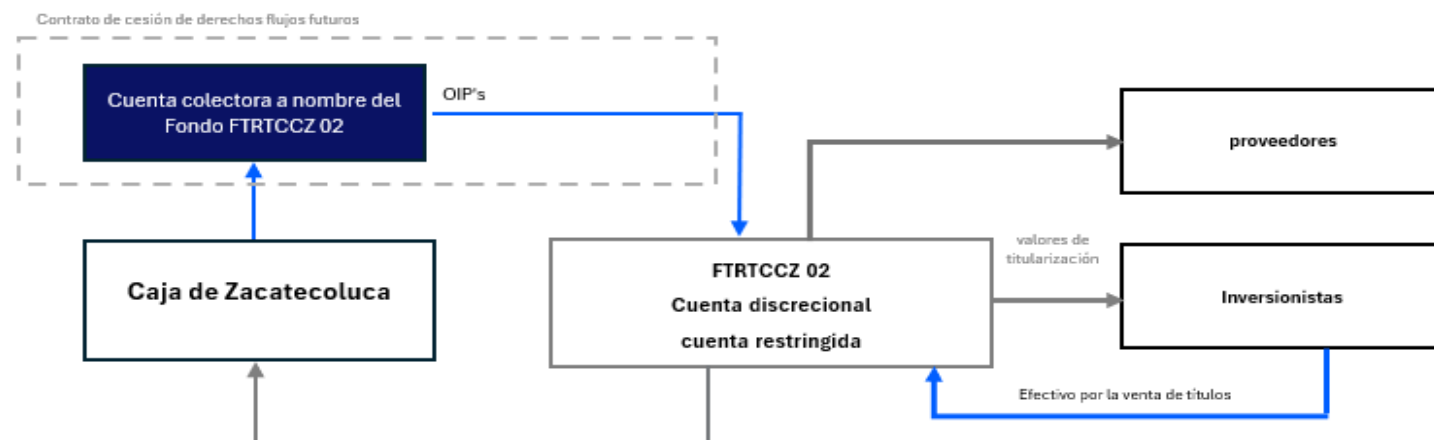 Contrato de cesión de derechos flujos futuros
Cuenta colectora a nombre del
Fondo FTRTCCZ 02
OIP's
proveedores
Caja de Zacatecoluca
FTRTCCZ 02
Cuenta discrecional
cuenta restringida
valores de
titularización
Inversionistas
Efectivo por la venta de títulos